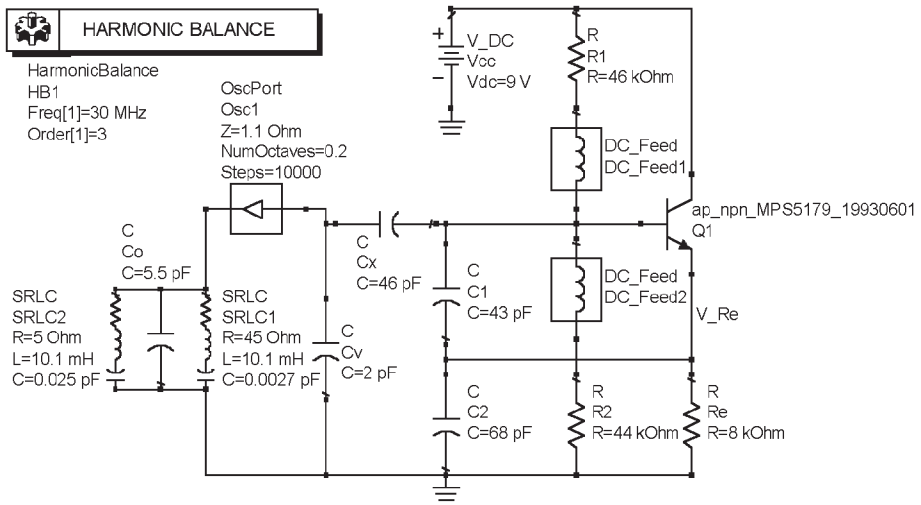 HARMONIC BALANCE
HarmonicBalance
HB1
Freq[1]=30 MHz
Order[1]=3
OscPort
Osc1
Z=1.1 Ohm
NumOctaves=0.2
Steps=10000
+
−
V_DC
Vcc
Vdc=9 V
R
R1
R=46 kOhm
DC_Feed
DC_Feed1
ap_npn_MPS5179_19930601
Q1
C
Co
C=5.5 pF
C
Cx
C=46 pF
SRLC
SRLC2
R=5 Ohm
L=10.1 mH
C=0.025 pF
SRLC
SRLC1
R=45 Ohm
L=10.1 mH
C=0.0027 pF
C
Cv
C=2 pF
C
C1
C=43 pF
DC_Feed
DC_Feed2
V_Re
C
C2
C=68 pF
R
R2
R=44 kOhm
R
Re
R=8 kOhm